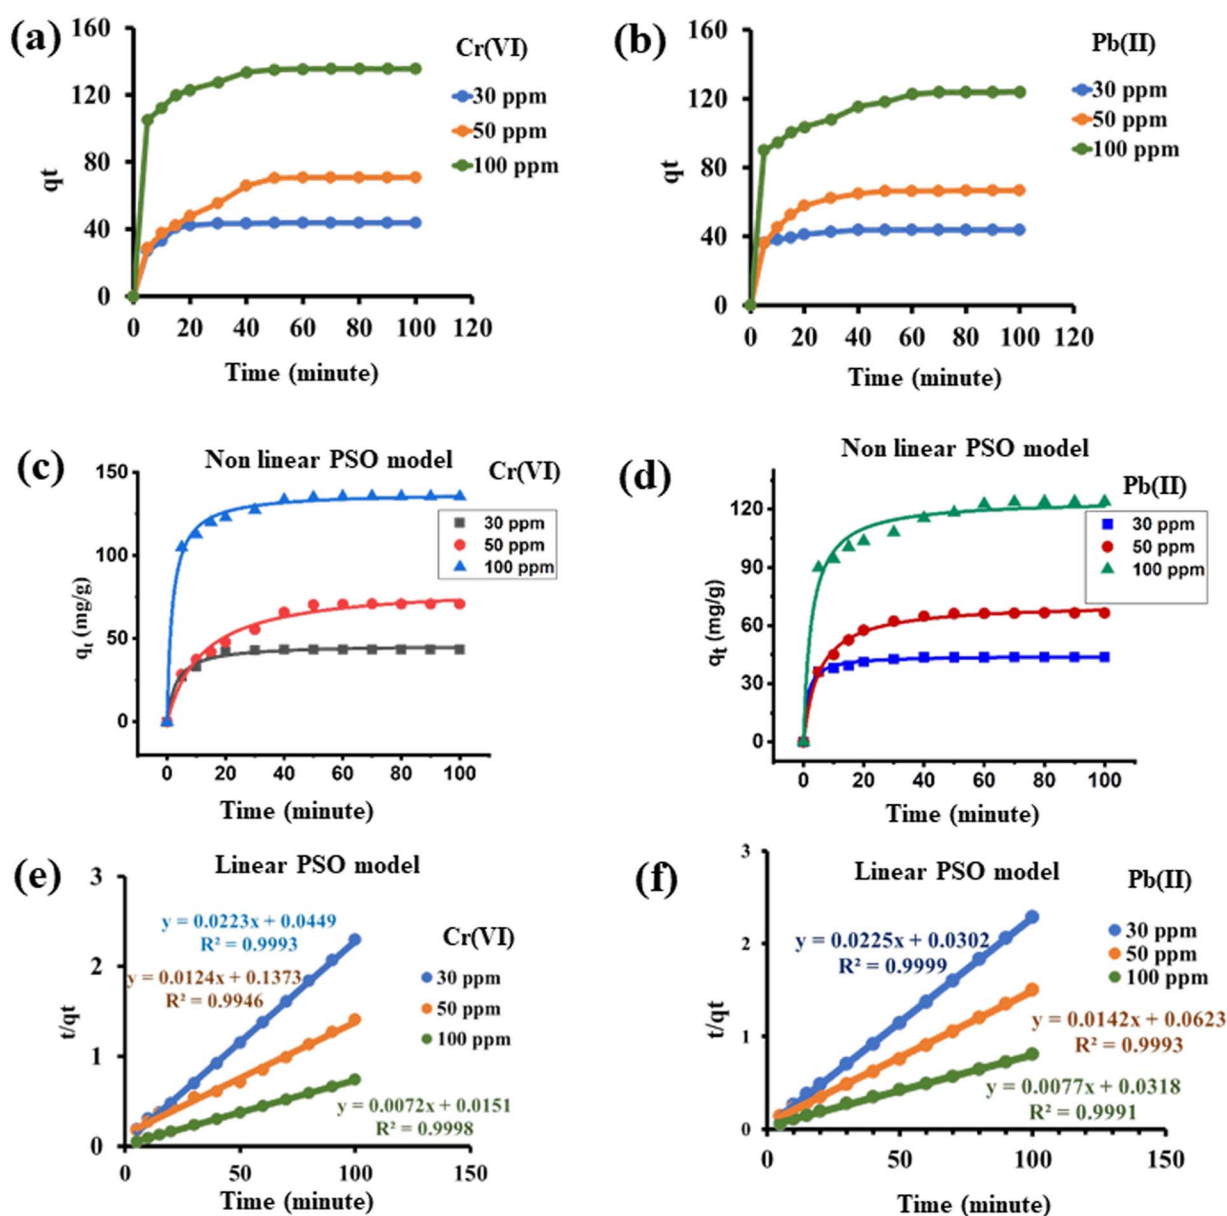 (a)
Cr(VI)
30 ppm
50 ppm
100 ppm
qt
160
120
80
40
0
0 20 40 60 80 100 120
Time (minute)
(b)
Pb(II)
30 ppm
50 ppm
100 ppm
qt
160
120
80
40
0
0 20 40 60 80 100 120
Time (minute)
(c)
Non linear PSO model
Cr(VI)
30 ppm
50 ppm
100 ppm
qt (mg/g)
150
100
50
0
0 20 40 60 80 100
Time (minute)
(d)
Non linear PSO model
Pb(II)
30 ppm
50 ppm
100 ppm
qt (mg/g)
120
90
60
30
0
0 20 40 60 80 100
Time (minute)
(e)
Linear PSO model
Cr(VI)
y = 0.0223x + 0.0449
R² = 0.9993
y = 0.0124x + 0.1373
R² = 0.9946
30 ppm
50 ppm
100 ppm
y = 0.0072x + 0.0151
R² = 0.9998
t/qt
3
2
1
0
0 50 100 150
Time (minute)
(f)
Linear PSO model
Pb(II)
30 ppm
50 ppm
100 ppm
y = 0.0225x + 0.0302
R² = 0.9999
y = 0.0142x + 0.0623
R² = 0.9993
y = 0.0077x + 0.0318
R² = 0.9991
t/qt
3
2
1
0
0 50 100 150
Time (minute)